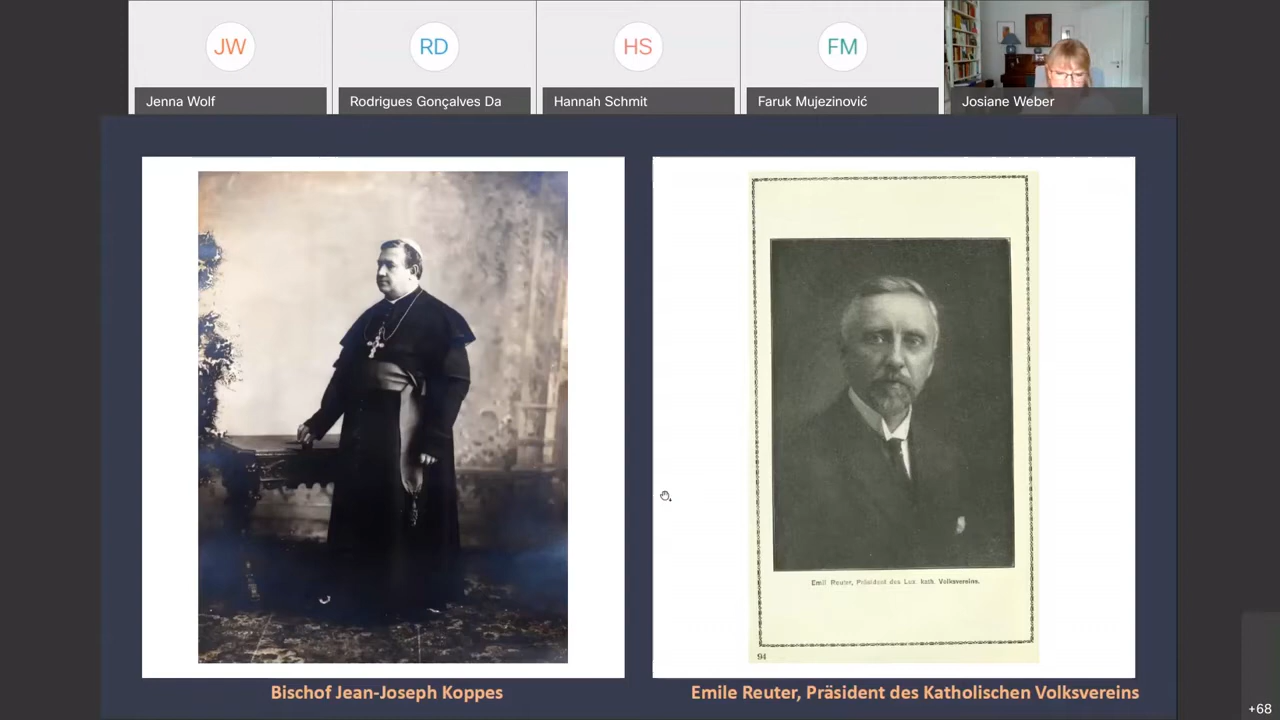 JW
RD
HS
FM
Jenna Wolf
Rodrigues Gonçalves Da
Hannah Schmit
Faruk Mujezinović
Josiane Weber
Emil Reuter, Präsident des Lux. kath. Volksvereins.
94
Bischof Jean-Joseph Koppes
Emile Reuter, Präsident des Katholischen Volksvereins
+68